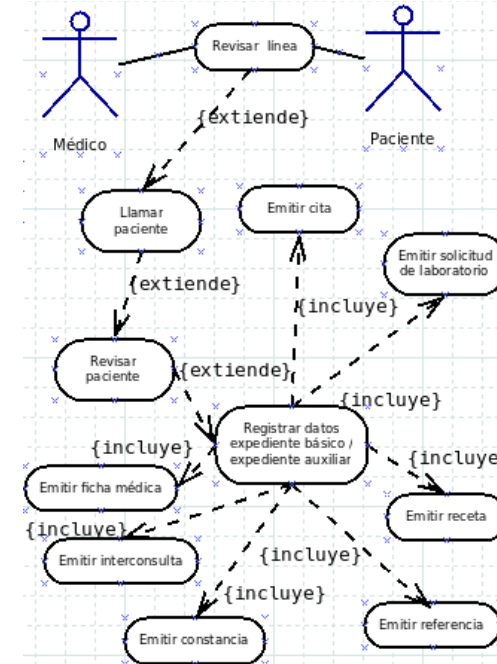 Revisar línea
{extiende}
Médico
Paciente
Llamar
paciente
Emitir cita
Emitir solicitud
de laboratorio
{extiende}
{incluye}
Revisar
paciente
{extiende}
{incluye}
Registrar datos
expediente básico /
expediente auxiliar
{incluye}
{incluye
Emitir ficha médica
Emitir receta
{incluye}
Emitir interconsulta
{incluye}
{incluye}
Emitir constancia
Emitir referencia